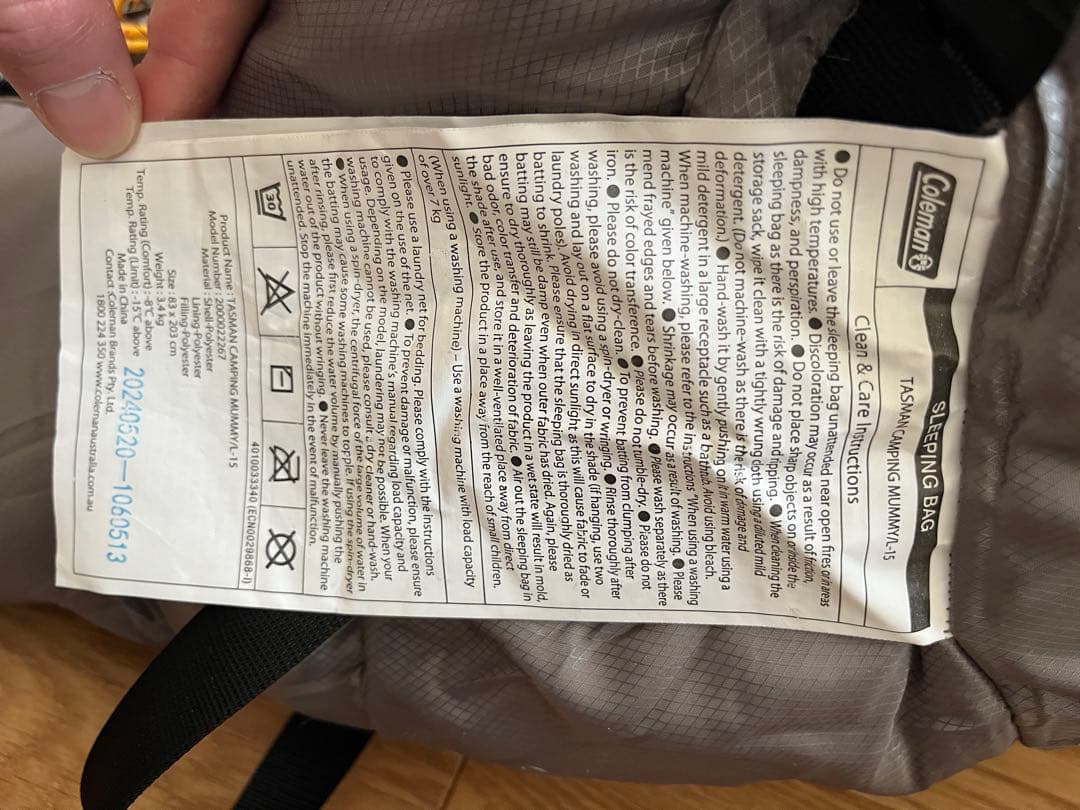 Coleman
SLEEPING BAG
TASMAN CAMPING MUMMY/L-15
Clean & Care Instructions
● Do not use or leave the sleeping bag unattended near open fires or in areas
with high temperatures. ● Discoloration may occur as a result of friction,
dampness, and perspiration. ● Do not place sharp objects on or inside the
sleeping bag as there is the risk of damage and ripping. ● When cleaning the
storage sack, wipe it clean with a tightly wrung cloth using a diluted mild
detergent. (Do not machine-wash as there is the risk of damage and
deformation.) ● Hand-wash it by gently pushing on it in warm water using a
mild detergent in a large receptacle such as a bathtub. Avoid using bleach.
When machine-washing, please refer to the instructions "When using a washing
machine" given below. ● Shrinkage may occur as a result of washing. ● Please
mend frayed edges and tears before washing. ● Please wash separately as there
is the risk of color transference. ● Please do not tumble-dry. ● Please do not
iron. ● Please do not dry-clean. ● To prevent batting from clumping after
washing, please avoid using a spin-dryer or wringing. ● Rinse thoroughly after
washing and lay out on a flat surface to dry in the shade (if hanging, use two
laundry poles). Avoid drying in direct sunlight as this will cause fabric to fade or
batting to shrink. Please ensure that the sleeping bag is thoroughly dried as
batting may still be damp even when outer fabric has dried. Again, please
ensure to dry thoroughly as leaving the product in a wet state will result in mold,
bad odor, color transfer and deterioration of fabric. ● Air out the sleeping bag in
the shade after use, and store it in a well-ventilated place away from direct
sunlight. ● Store the product in a place away from the reach of small children.
(When using a washing machine) – Use a washing machine with load capacity
of over 7 kg
● Please use a laundry net for bedding. Please comply with the instructions
given on the use of the net. ● To prevent damage or malfunction, please ensure
to comply with the washing machine's manual regarding load capacity and
usage. Depending on the model, laundering may not be possible. When your
washing machine cannot be used, please consult a dry cleaner or hand-wash.
● When using a spin-dryer, the centrifugal force of the large volume of water in
the batting may cause some washing machines to topple. If using the spin-dryer
after rinsing, please first reduce the water volume by manually pushing the
water out of the product without wringing. ● Never leave the washing machine
unattended. Stop the machine immediately in the event of malfunction.
30
4010033340 (ECN0029868-I)
Product Name : TASMAN CAMPING MUMMY/L-15
Model Number : 2000022267
Material : Shell-Polyester
Lining-Polyester
Filling-Polyester
Size : 83 x 203 cm
Weight : 3.4 kg
Temp. Rating (Comfort) : -8°C above
Temp. Rating (Limit) : -15°C above
Made in China
Contact : Coleman Brands Pty. Ltd.
1800 224 350 www.colemanaustralia.com.au
20240520—1060513